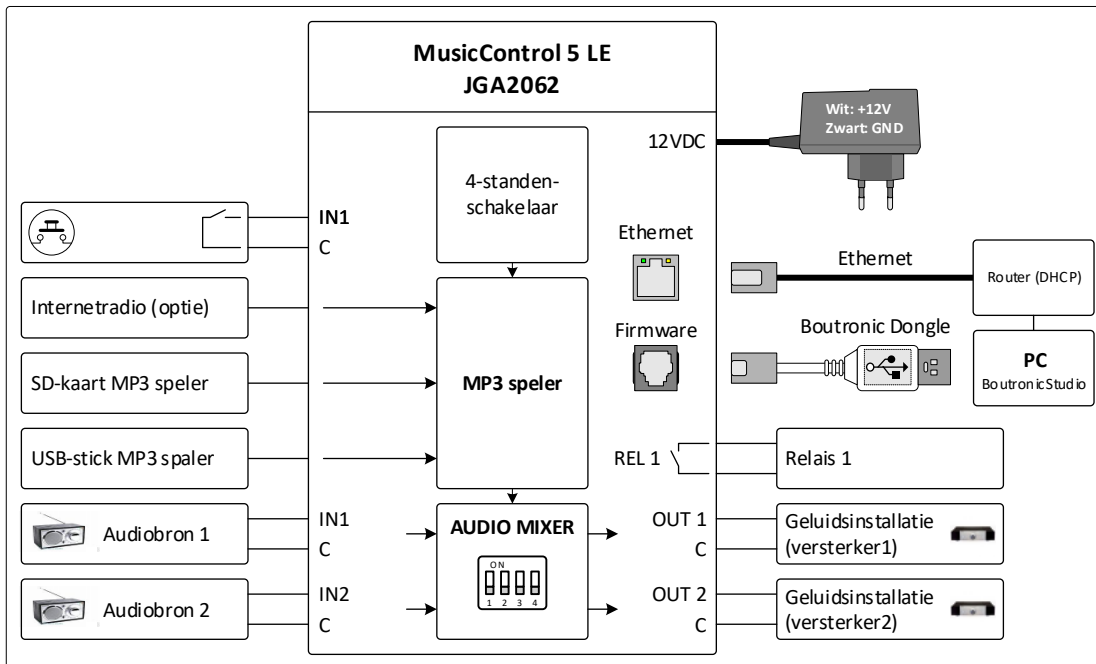 MusicControl 5 LE
JGA2062
Wit: +12V
Zwart: GND
12VDC
4-standen-
schakelaar
IN1
C
Ethernet
Ethernet
Router (DHCP)
Internetradio (optie)
Firmware
Boutronic Dongle
PC
BoutronicStudio
SD-kaart MP3 speler
MP3 speler
USB-stick MP3 spaler
REL 1
Relais 1
Audiobron 1
IN1
C
AUDIO MIXER
ON
1 2 3 4
OUT 1
C
Geluidsinstallatie
(versterker1)
Audiobron 2
IN2
C
OUT 2
C
Geluidsinstallatie
(versterker2)